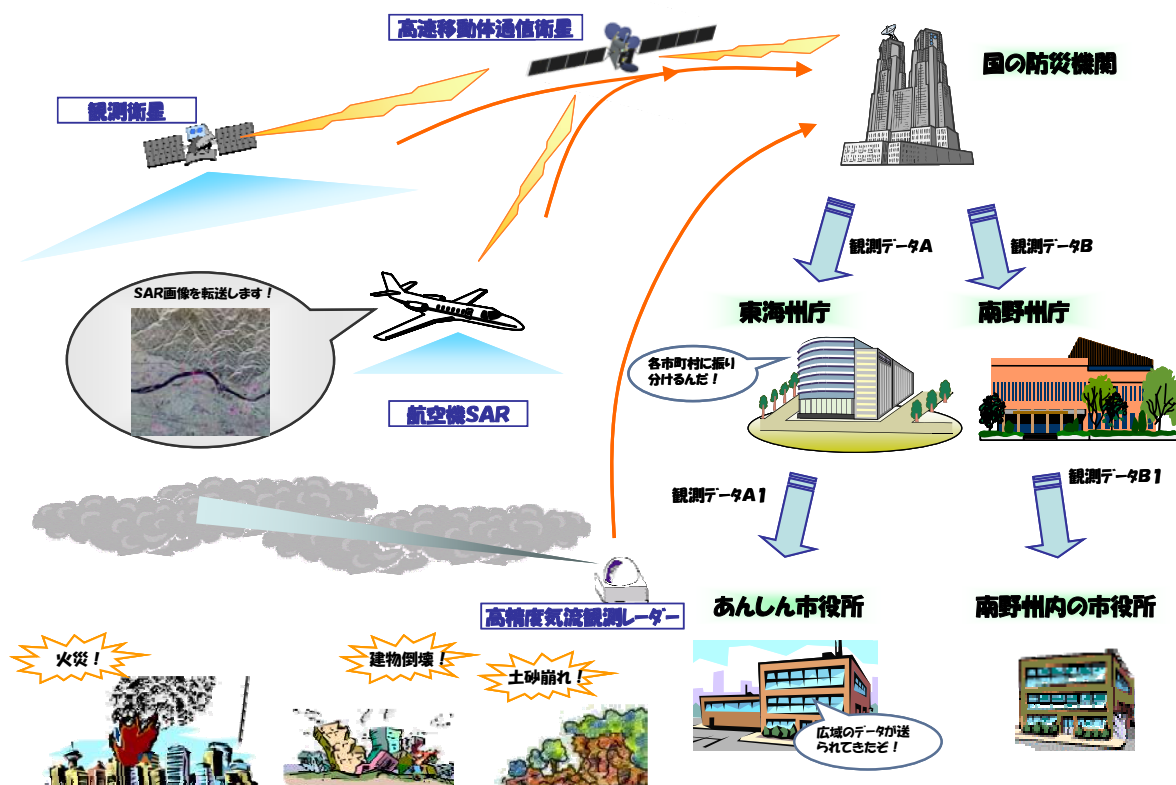 高速移動体通信衛星
国の防災機関
観測衛星
観測データA
観測データB
SAR画像を転送します！
東海州庁
南野州庁
各市町村に振り
分けるんだ！
航空機SAR
観測データA1
観測データB1
高精度気流観測レーダー
あんしん市役所
南野州内の市役所
火災！
建物倒壊！
土砂崩れ！
広域のデータが送
られてきたぞ！